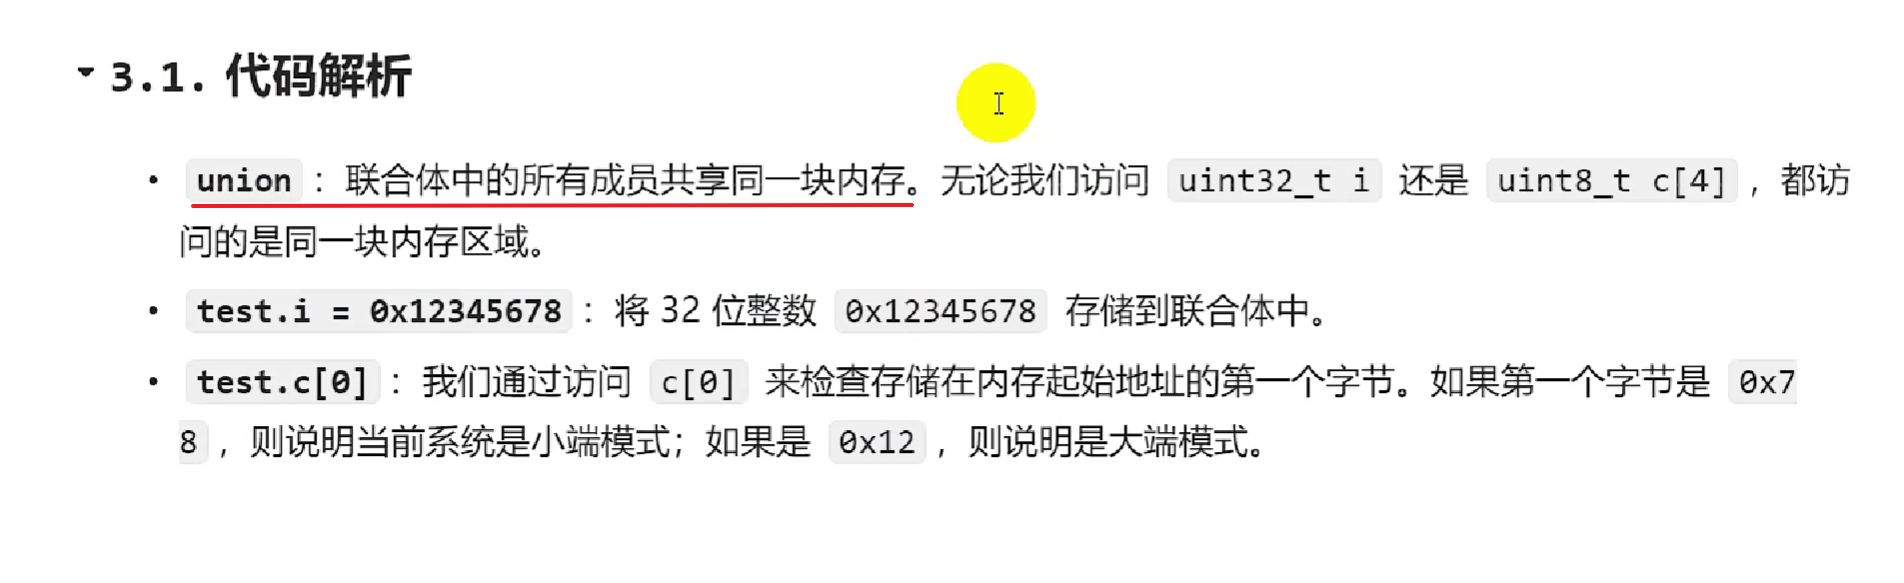 3.1. 代码解析
• union : 联合体中的所有成员共享同一块内存。无论我们访问 uint32_t i 还是 uint8_t c[4] , 都访
问的是同一块内存区域。
• test.i = 0x12345678 : 将 32 位整数 0x12345678 存储到联合体中。
• test.c[0] : 我们通过访问 c[0] 来检查存储在内存起始地址的第一个字节。如果第一个字节是 0x7
8 , 则说明当前系统是小端模式；如果是 0x12 , 则说明是大端模式。